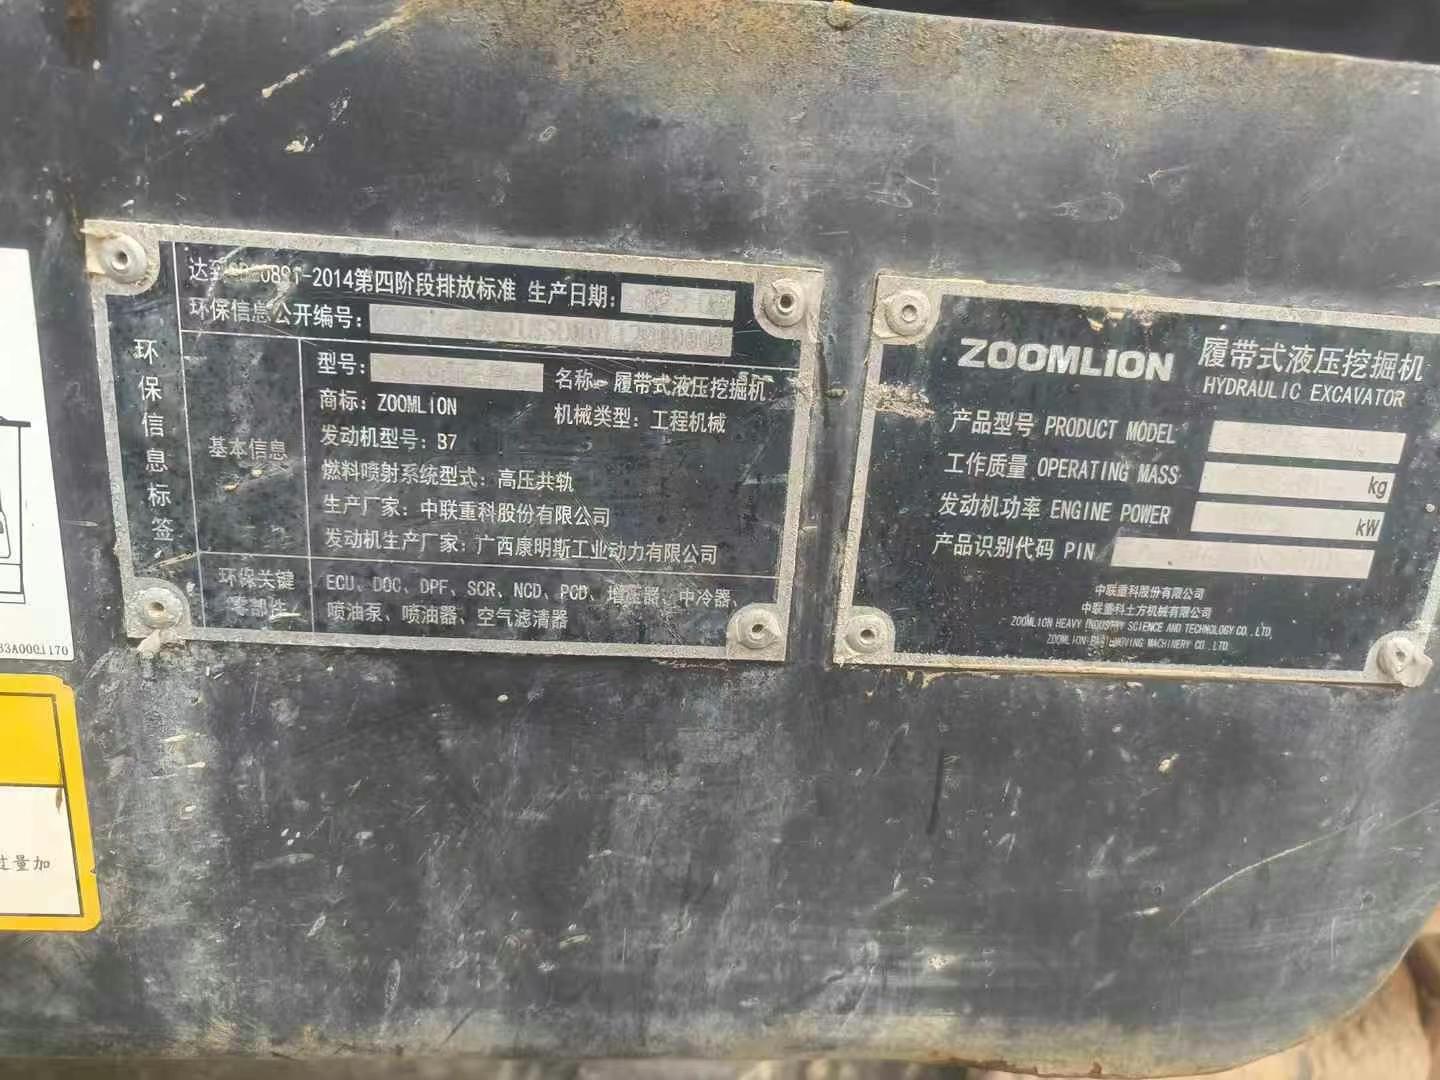 环保信息标签
-2014第四阶段排放标准 生产日期:
环保信息公开编号:
基本信息
型号:
名称: 履带式液压挖掘机
商标: ZOOMLION
机械类型: 工程机械
发动机型号: B7
燃料喷射系统型式: 高压共轨
生产厂家: 中联重科股份有限公司
发动机生产厂家: 广西康明斯工业动力有限公司
环保关键
零部件
ECU、DOC、DPF、SCR、NCD、PCD、增压器、中冷器、
喷油泵、喷油器、空气滤清器
ZOOMLION 履带式液压挖掘机
HYDRAULIC EXCAVATOR
产品型号 PRODUCT MODEL
工作质量 OPERATING MASS kg
发动机功率 ENGINE POWER kW
产品识别代码 PIN
中联重科股份有限公司
中联重科土方机械有限公司
ZOOMLION HEAVY INDUSTRY SCIENCE AND TECHNOLOGY CO., LTD.
ZOOMLION EARTHMOVING MACHINERY CO., LTD.
33A0001170
过量加